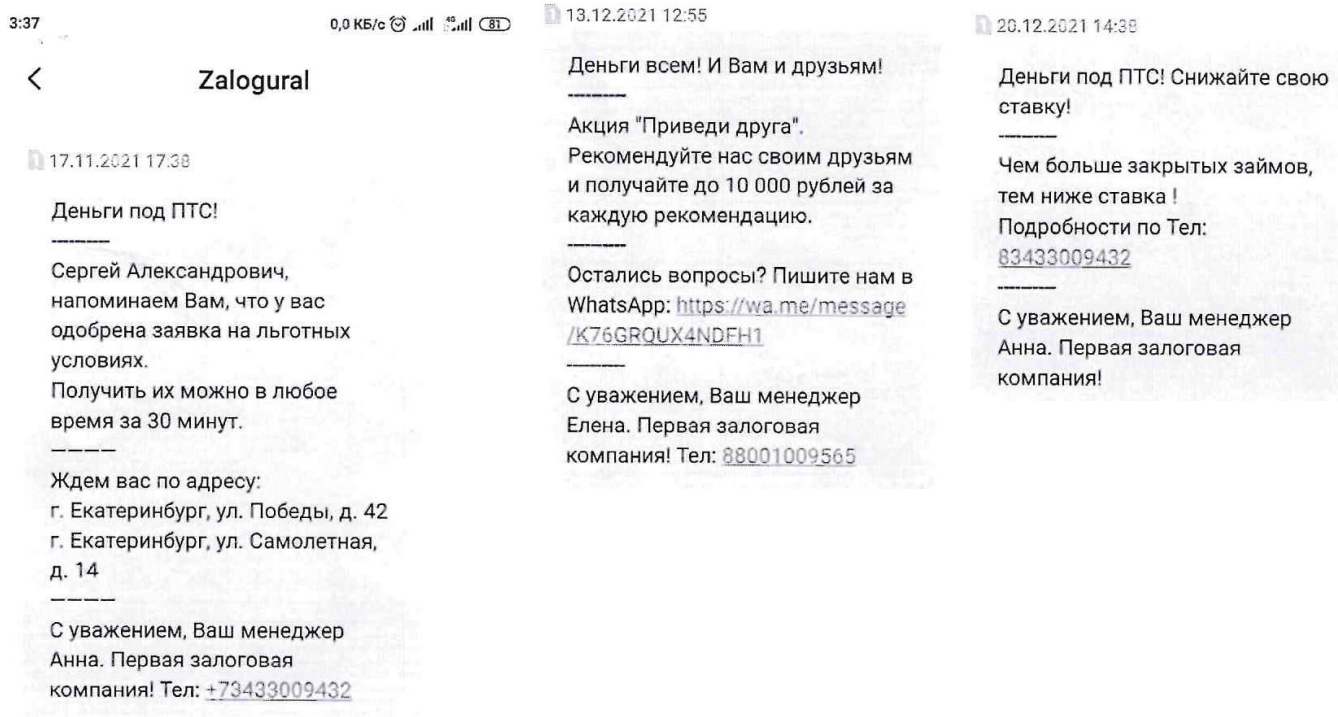 3:37
0,0 КБ/с
81
Zalogural
17.11.2021 17:38
Деньги под ПТС!
----------
Сергей Александрович,
напоминаем Вам, что у вас
одобрена заявка на льготных
условиях.
Получить их можно в любое
время за 30 минут.
————
Ждем вас по адресу:
г. Екатеринбург, ул. Победы, д. 42
г. Екатеринбург, ул. Самолетная,
д. 14
————
С уважением, Ваш менеджер
Анна. Первая залоговая
компания! Тел: +73433009432
13.12.2021 12:55
Деньги всем! И Вам и друзьям!
----------
Акция "Приведи друга".
Рекомендуйте нас своим друзьям
и получайте до 10 000 рублей за
каждую рекомендацию.
----------
Остались вопросы? Пишите нам в
WhatsApp: https://wa.me/message
/K76GRQUX4NDFH1
----------
С уважением, Ваш менеджер
Елена. Первая залоговая
компания! Тел: 88001009565
20.12.2021 14:38
Деньги под ПТС! Снижайте свою
ставку!
----------
Чем больше закрытых займов,
тем ниже ставка !
Подробности по Тел:
83433009432
----------
С уважением, Ваш менеджер
Анна. Первая залоговая
компания!